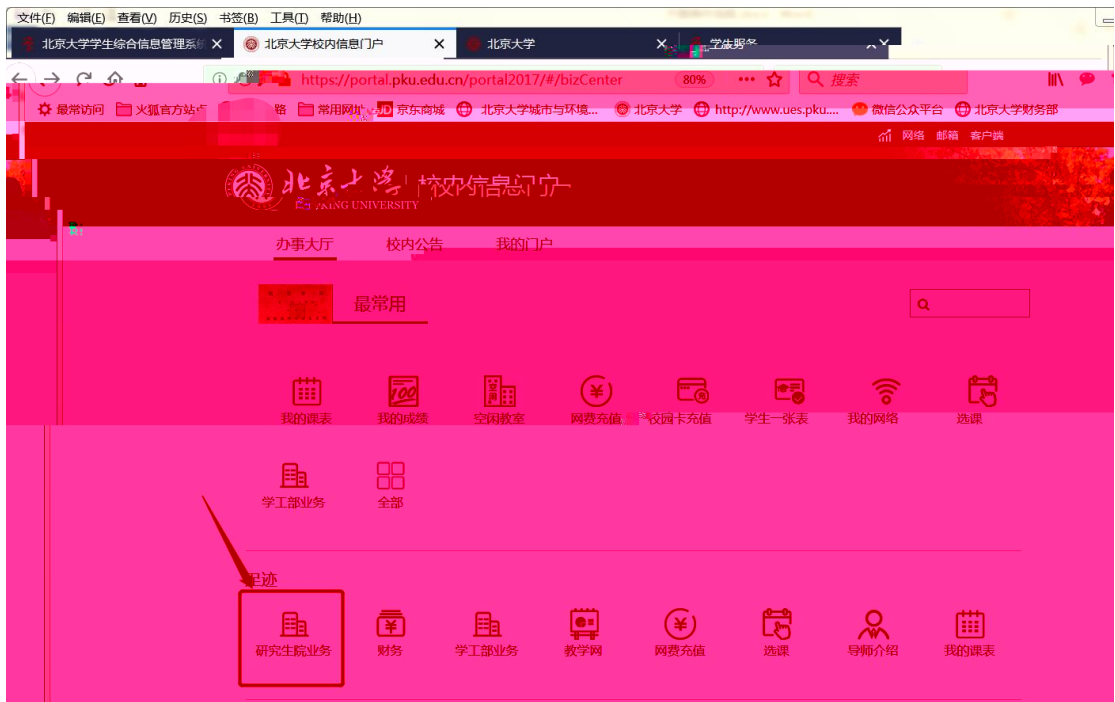 文件(F) 编辑(E) 查看(V) 历史(S) 书签(B) 工具(T) 帮助(H)
北京大学学生综合信息管理系统 北京大学校内信息门户 北京大学
https://portal.pku.edu.cn/portal2017/#/bizCenter 80% 搜索
最常访问 火狐官方站点 常用网址 JD 京东商城 北京大学城市与环境... 北京大学 http://www.ues.pku.... 微信公众平台 北京大学财务部
网络 邮箱 客户端
北京大学 校内信息门户
UNIVERSITY
办事大厅 校内公告 我的门户
最常用
我的课表 我的成绩 空闲教室 网费充值 校园卡充值 学生一张表 我的网络 选课
学工部业务 全部
足迹
研究生院业务 财务 学工部业务 教学网 网费充值 选课 导师介绍 我的课表